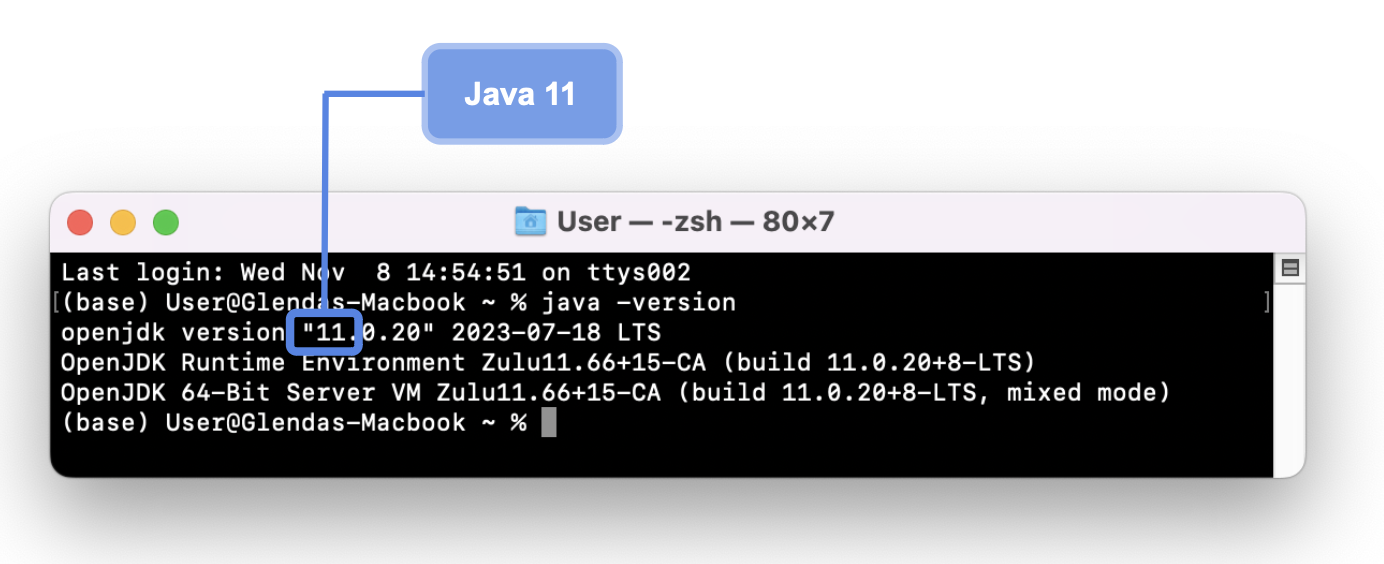 Java 11
User — -zsh — 80×7
Last login: Wed Nov  8 14:54:51 on ttys002
[(base) User@Glendas-Macbook ~ % java -version ]
openjdk version "11.0.20" 2023-07-18 LTS
OpenJDK Runtime Environment Zulu11.66+15-CA (build 11.0.20+8-LTS)
OpenJDK 64-Bit Server VM Zulu11.66+15-CA (build 11.0.20+8-LTS, mixed mode)
(base) User@Glendas-Macbook ~ %